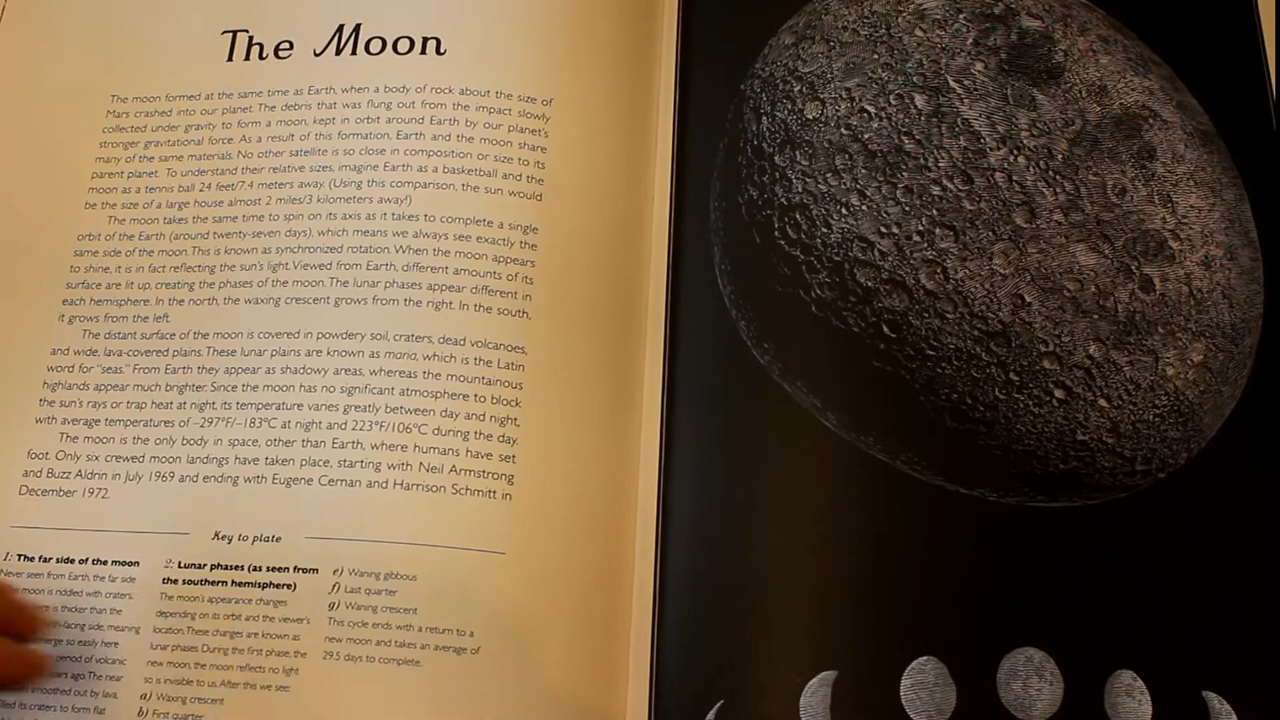 The Moon
The moon formed at the same time as Earth, when a body of rock about the size of
Mars crashed into our planet. The debris that was flung out from the impact slowly
collected under gravity to form a moon, kept in orbit around Earth by our planet's
stronger gravitational force. As a result of this formation, Earth and the moon share
many of the same materials. No other satellite is so close in composition or size to its
parent planet. To understand their relative sizes, imagine Earth as a basketball and the
moon as a tennis ball 24 feet/7.4 meters away. (Using this comparison, the sun would
be the size of a large house almost 2 miles/3 kilometers away!)
The moon takes the same time to spin on its axis as it takes to complete a single
orbit of the Earth (around twenty-seven days), which means we always see exactly the
same side of the moon. This is known as synchronized rotation. When the moon appears
to shine, it is in fact reflecting the sun's light. Viewed from Earth, different amounts of its
surface are lit up, creating the phases of the moon. The lunar phases appear different in
each hemisphere. In the north, the waxing crescent grows from the right. In the south,
it grows from the left.
The distant surface of the moon is covered in powdery soil, craters, dead volcanoes,
and wide, lava-covered plains. These lunar plains are known as maria, which is the Latin
word for "seas." From Earth they appear as shadowy areas, whereas the mountainous
highlands appear much brighter. Since the moon has no significant atmosphere to block
the sun's rays or trap heat at night, its temperature varies greatly between day and night,
with average temperatures of –297°F/–183°C at night and 223°F/106°C during the day.
The moon is the only body in space, other than Earth, where humans have set
foot. Only six crewed moon landings have taken place, starting with Neil Armstrong
and Buzz Aldrin in July 1969 and ending with Eugene Cernan and Harrison Schmitt in
December 1972.
Key to plate
1: The far side of the moon
Never seen from Earth, the far side
moon is riddled with craters.
is thicker than the
-facing side, meaning
so easily here
period of volcanic
ago. The near
smoothed out by lava,
its craters to form flat
2: Lunar phases (as seen from
the southern hemisphere)
The moon's appearance changes
depending on its orbit and the viewer's
location. These changes are known as
lunar phases. During the first phase, the
new moon, the moon reflects no light
so is invisible to us. After this we see:
a) Waxing crescent
b) First quarter
e) Waning gibbous
f) Last quarter
g) Waning crescent
This cycle ends with a return to a
new moon and takes an average of
29.5 days to complete.